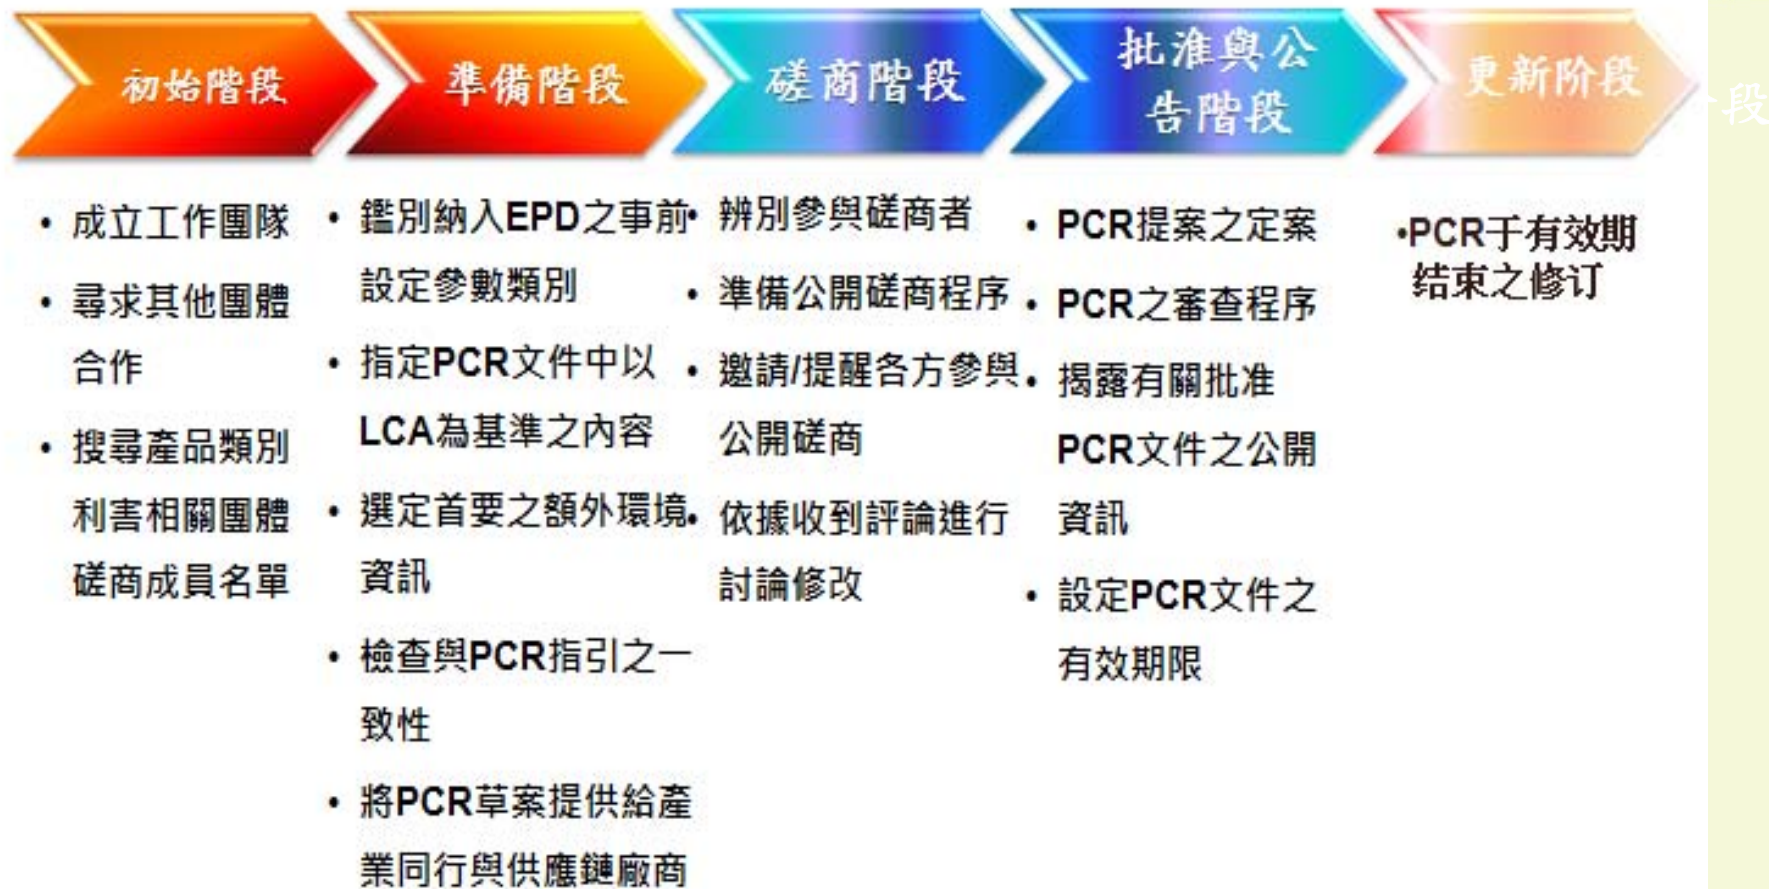 初始階段
準備階段
磋商階段
批淮與公
告階段
更新阶段
段
• 成立工作團隊
• 尋求其他團體
合作
• 搜尋產品類別
利害相關團體
磋商成員名單
• 鑑別納入EPD之事前
設定參數類別
• 指定PCR文件中以
LCA為基準之內容
• 選定首要之額外環境
資訊
• 檢查與PCR指引之一
致性
• 將PCR草案提供給產
業同行與供應鏈廠商
• 辨別參與磋商者
• 準備公開磋商程序
• 邀請/提醒各方參與
公開磋商
• 依據收到評論進行
討論修改
• PCR提案之定案
• PCR之審查程序
• 揭露有關批准
PCR文件之公開
資訊
• 設定PCR文件之
有效期限
•PCR于有效期
结束之修订